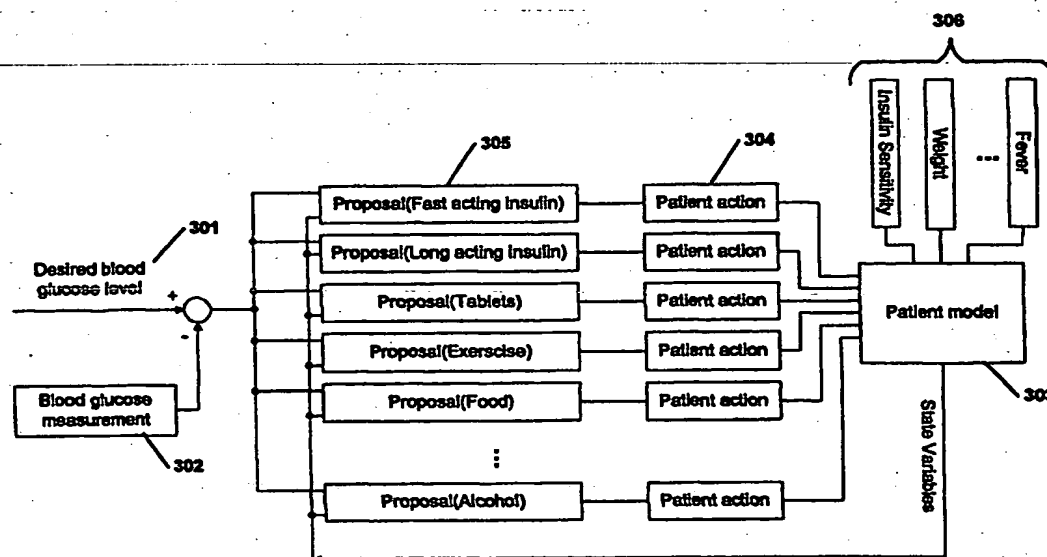 306
Insulin Sensitivity
Weight
...
Fever
305
304
Proposal(Fast acting insulin)
Patient action
301
Desired blood
glucose level
+
-
Proposal(Long acting insulin)
Patient action
Proposal(Tablets)
Patient action
Patient model
Proposal(Exerscise)
Patient action
303
Blood glucose
measurement
302
Proposal(Food)
Patient action
State Variables
...
Proposal(Alcohol)
Patient action